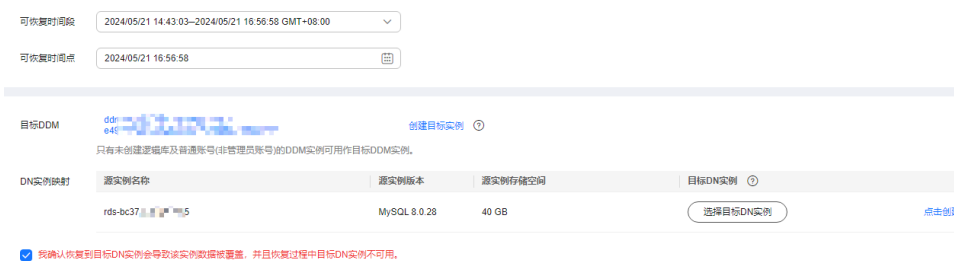 可恢复时间段 2024/05/21 14:43:03--2024/05/21 16:56:58 GMT+08:00
可恢复时间点 2024/05/21 16:56:58
目标DDM ddm
e49 创建目标实例
只有未创建逻辑库及普通账号(非管理员账号)的DDM实例可用作目标DDM实例。
DN实例映射 源实例名称 源实例版本 源实例存储空间 目标DN实例
rds-bc37 5 MySQL 8.0.28 40 GB 选择目标DN实例 点击创建
我确认恢复到目标DN实例会导致该实例数据被覆盖，并且恢复过程中目标DN实例不可用。